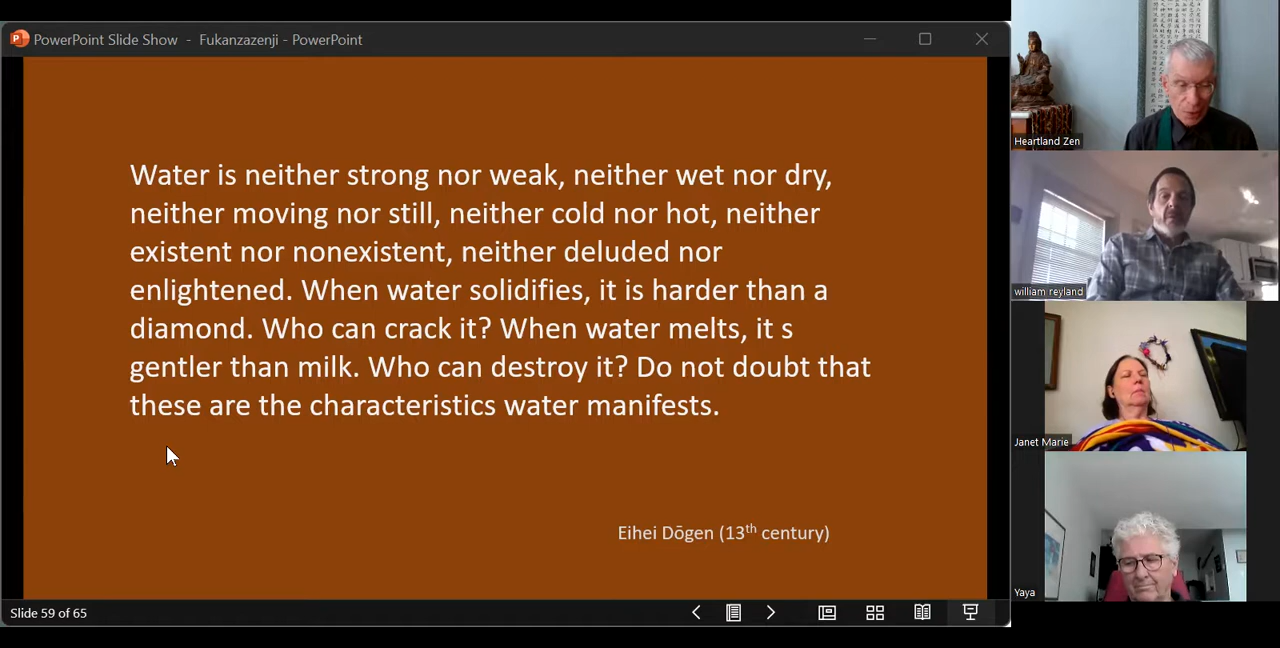 PowerPoint Slide Show - Fukanzazenji - PowerPoint
Water is neither strong nor weak, neither wet nor dry,
neither moving nor still, neither cold nor hot, neither
existent nor nonexistent, neither deluded nor
enlightened. When water solidifies, it is harder than a
diamond. Who can crack it? When water melts, it s
gentler than milk. Who can destroy it? Do not doubt that
these are the characteristics water manifests.
Eihei Dōgen (13th century)
Slide 59 of 65
Heartland Zen
william reyland
Janet Marie
Yaya